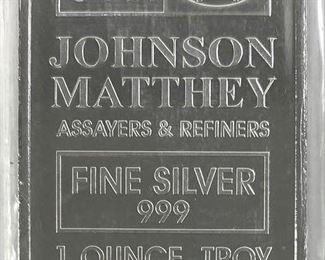 JOHNSON
MATTHEY
ASSAYERS & REFINERS
FINE SILVER
999
1 OUNCE TROY